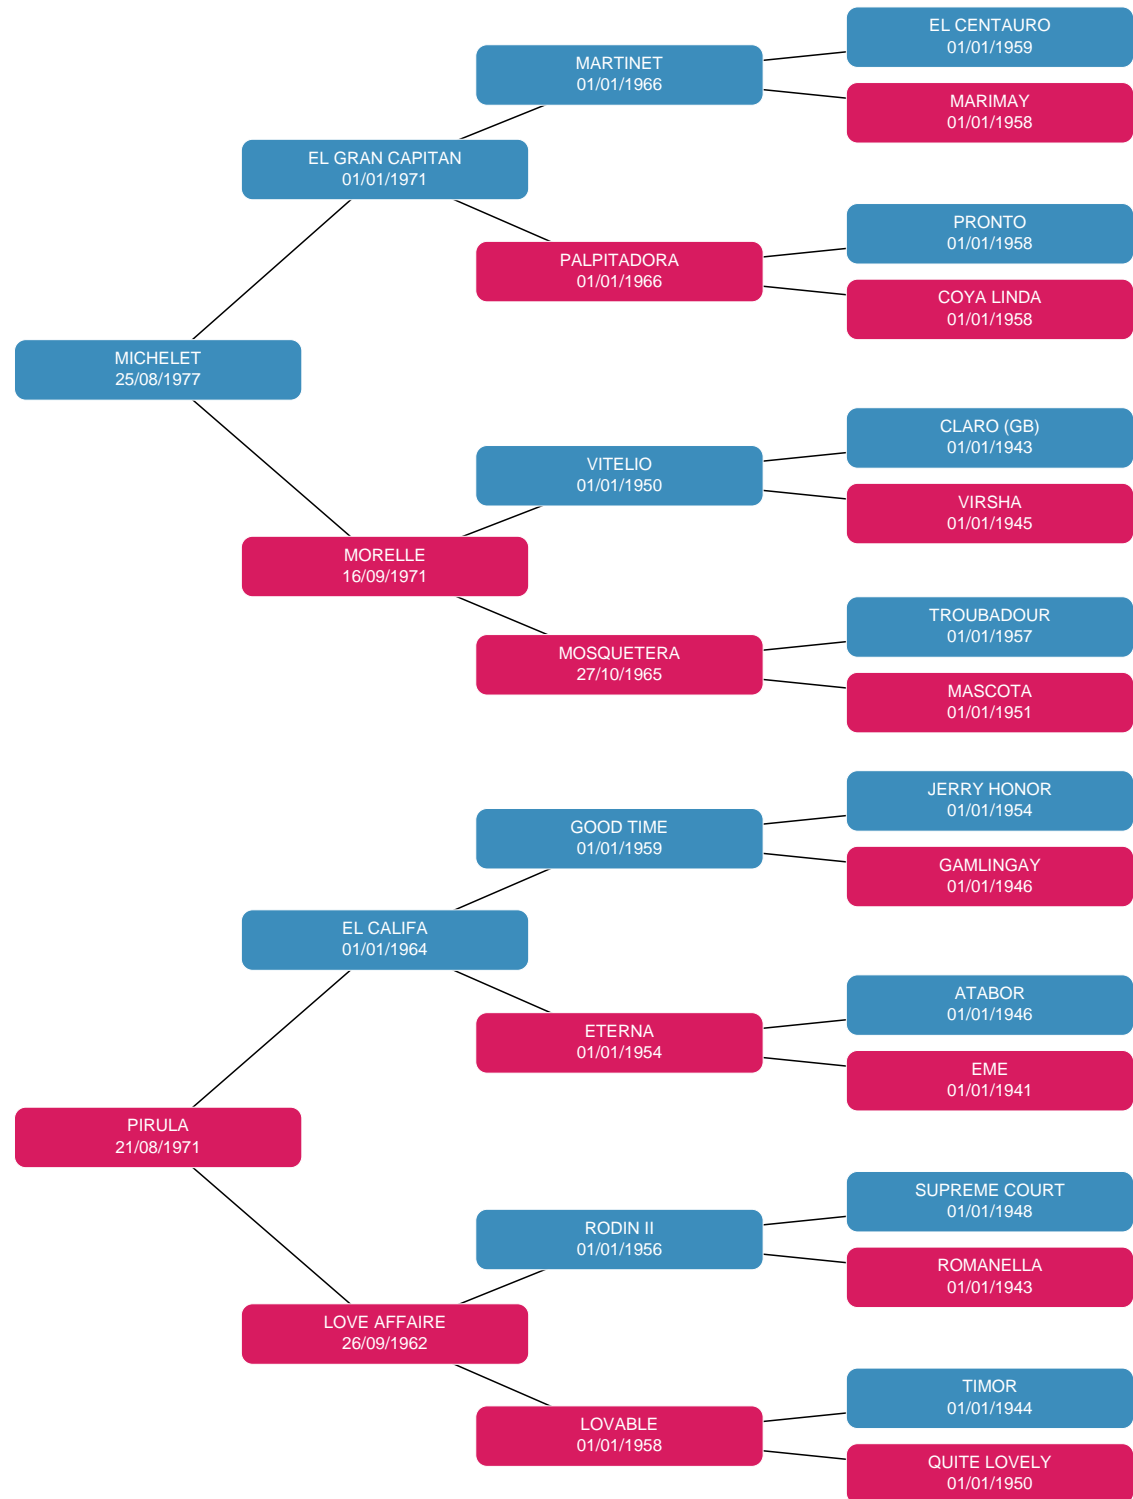 EL CENTAURO
01/01/1959
MARTINET
01/01/1966
MARIMAY
01/01/1958
EL GRAN CAPITAN
01/01/1971
PRONTO
01/01/1958
PALPITADORA
01/01/1966
COYA LINDA
01/01/1958
MICHELET
25/08/1977
CLARO (GB)
01/01/1943
VITELIO
01/01/1950
VIRSHA
01/01/1945
MORELLE
16/09/1971
TROUBADOUR
01/01/1957
MOSQUETERA
27/10/1965
MASCOTA
01/01/1951
JERRY HONOR
01/01/1954
GOOD TIME
01/01/1959
GAMLINGAY
01/01/1946
EL CALIFA
01/01/1964
ATABOR
01/01/1946
ETERNA
01/01/1954
EME
01/01/1941
PIRULA
21/08/1971
SUPREME COURT
01/01/1948
RODIN II
01/01/1956
ROMANELLA
01/01/1943
LOVE AFFAIRE
26/09/1962
TIMOR
01/01/1944
LOVABLE
01/01/1958
QUITE LOVELY
01/01/1950